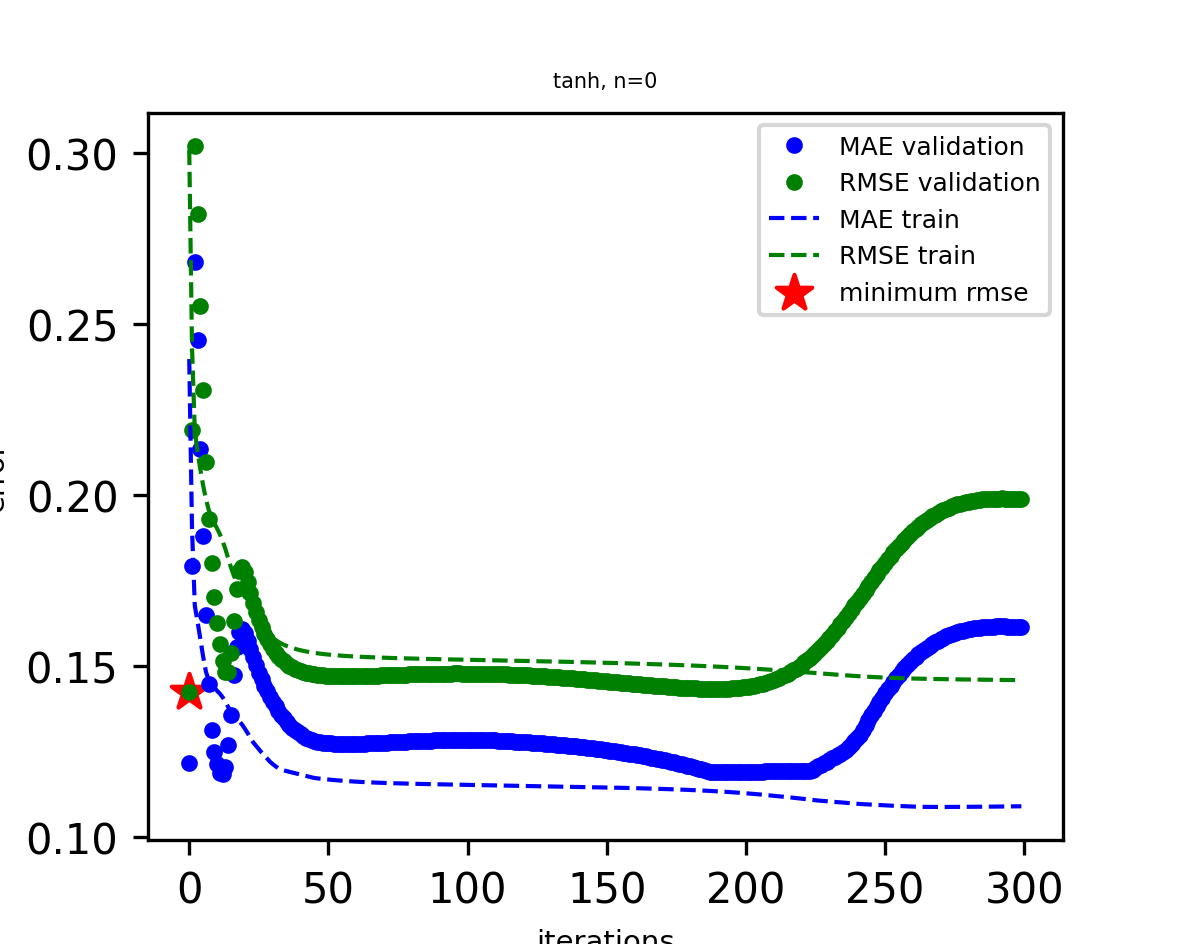 tanh, n=0
0.30
0.25
0.20
0.15
0.10
MAE validation
RMSE validation
MAE train
RMSE train
minimum rmse
0 50 100 150 200 250 300
iterations